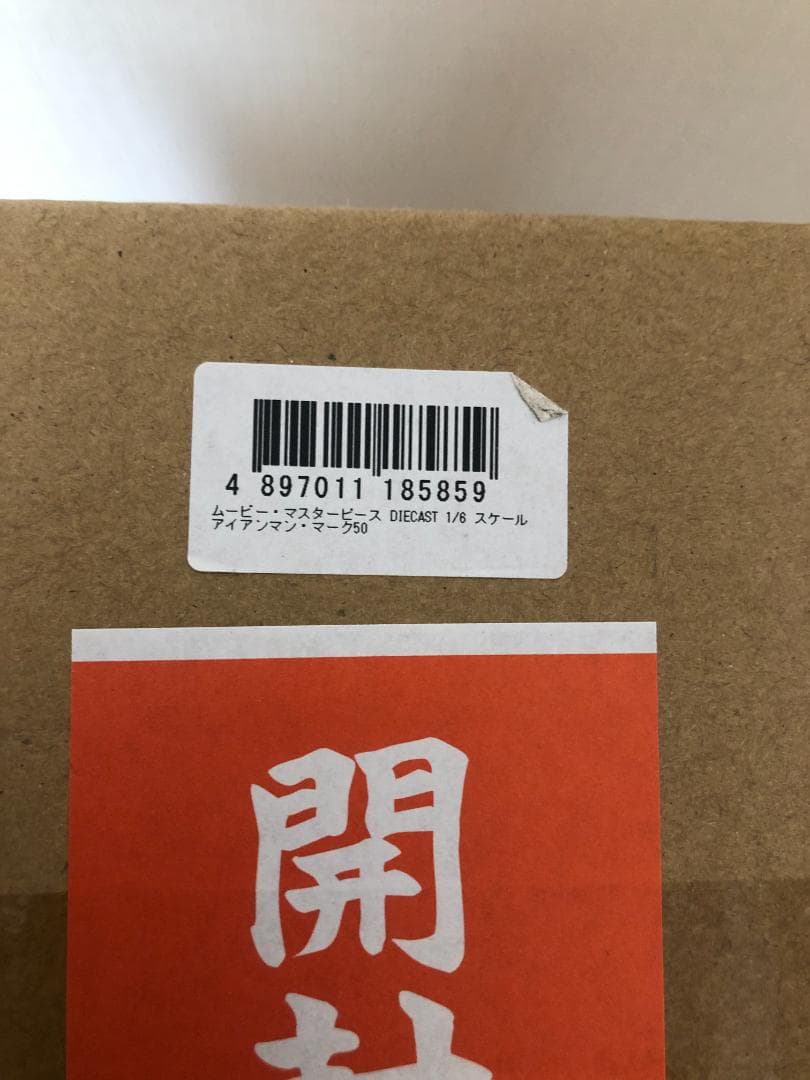 4 897011 185859
ムービー・マスターピース DIECAST 1/6 スケール
アイアンマン・マーク50
開